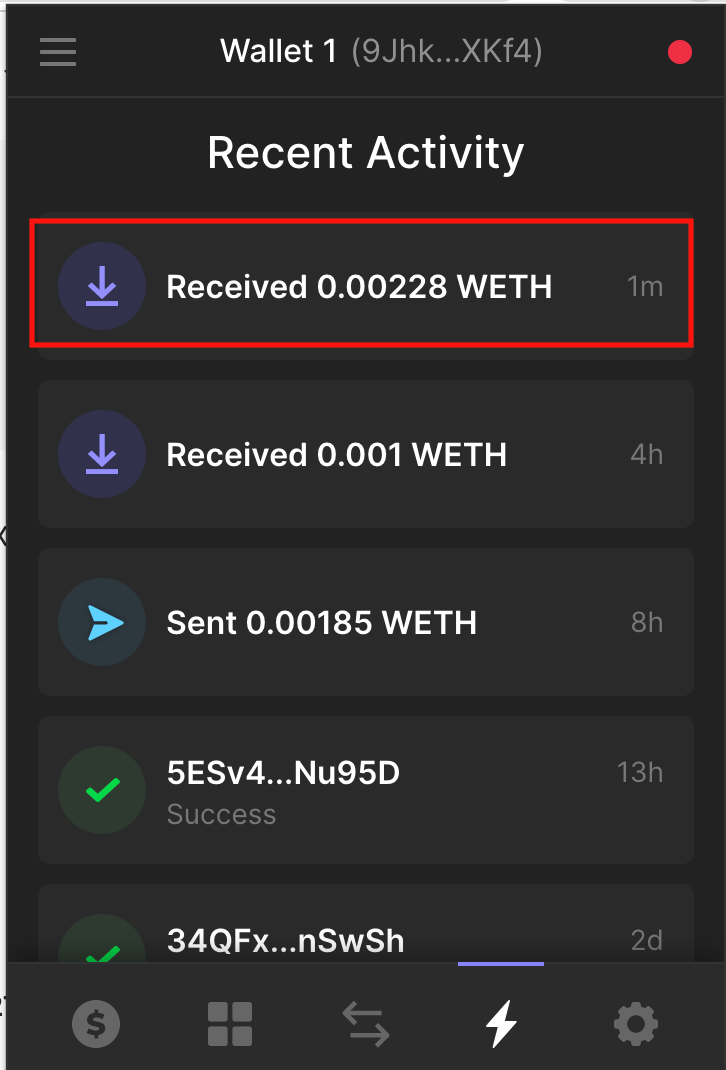 Wallet 1 (9Jhk...XKf4)
Recent Activity
Received 0.00228 WETH 1m
Received 0.001 WETH 4h
Sent 0.00185 WETH 8h
5ESv4...Nu95D 13h
Success
34QFx...nSwSh 2d
$